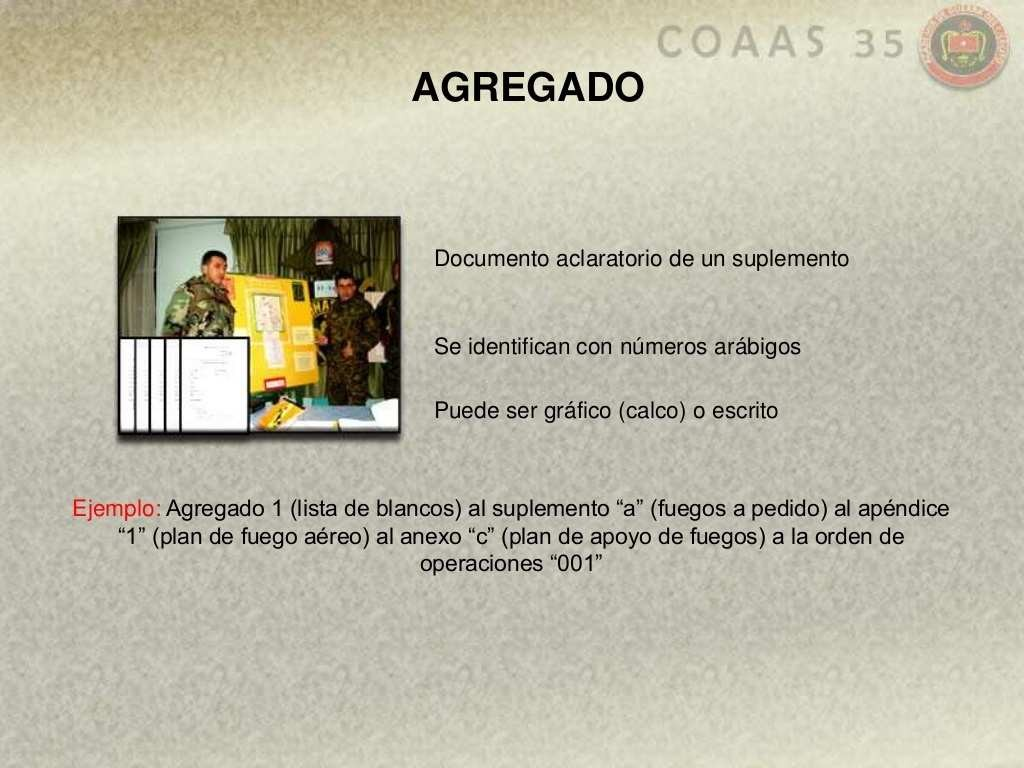 COAAS 35
AGREGADO
Documento aclaratorio de un suplemento
Se identifican con números arábigos
Puede ser gráfico (calco) o escrito
Ejemplo: Agregado 1 (lista de blancos) al suplemento “a” (fuegos a pedido) al apéndice
“1” (plan de fuego aéreo) al anexo “c” (plan de apoyo de fuegos) a la orden de
operaciones “001”